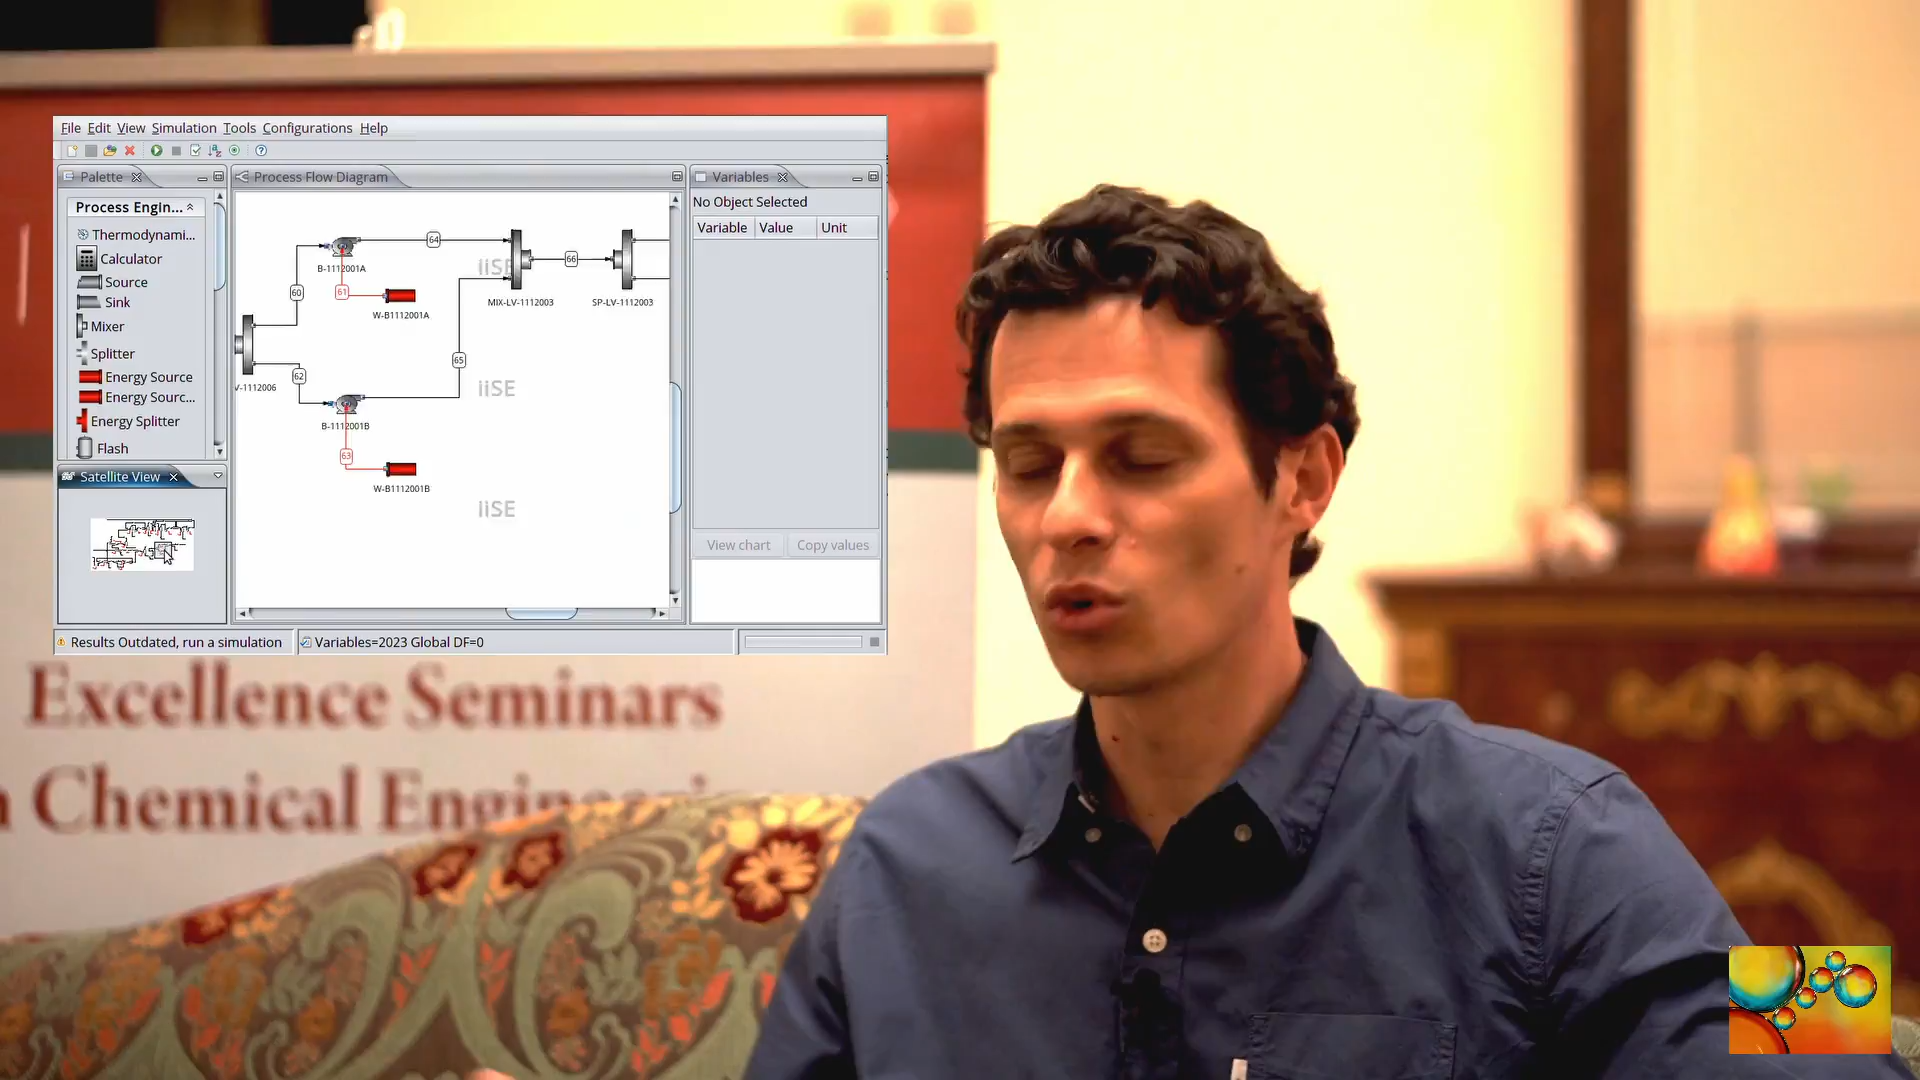 File Edit View Simulation Tools Configurations Help
Palette
Process Flow Diagram
Variables
Process Engin...
Thermodynami...
Calculator
Source
Sink
Mixer
Splitter
Energy Source
Energy Sourc...
Energy Splitter
Flash
Satellite View
64
B-1112001A
60
61
W-B1112001A
66
MIX-LV-1112003
SP-LV-1112003
iiSE
V-1112006
62
65
iiSE
B-1112001B
63
W-B1112001B
iiSE
No Object Selected
Variable Value Unit
View chart Copy values
Results Outdated, run a simulation
Variables=2023 Global DF=0
Excellence Seminars
Chemical